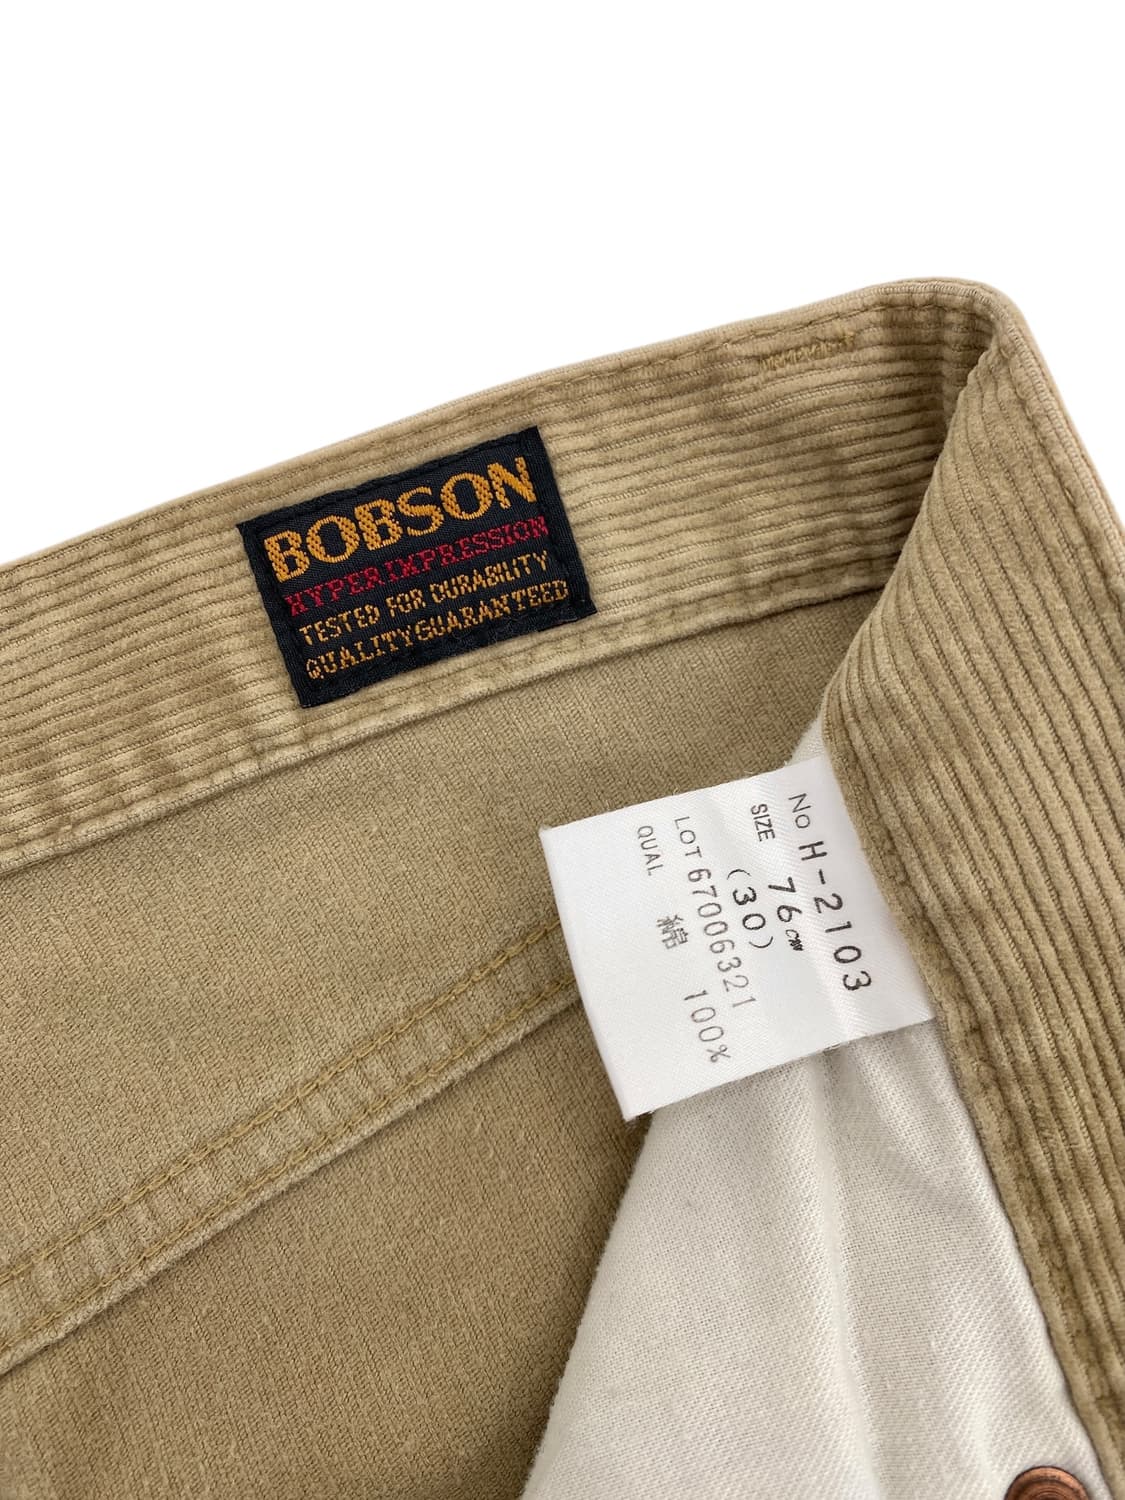 BOBSON
HYPER IMPRESSION
TESTED FOR DURABILITY
QUALITY GUARANTEED
No H-2103
SIZE 76cm
(30)
LOT 67006321
QUAL 綿 100%